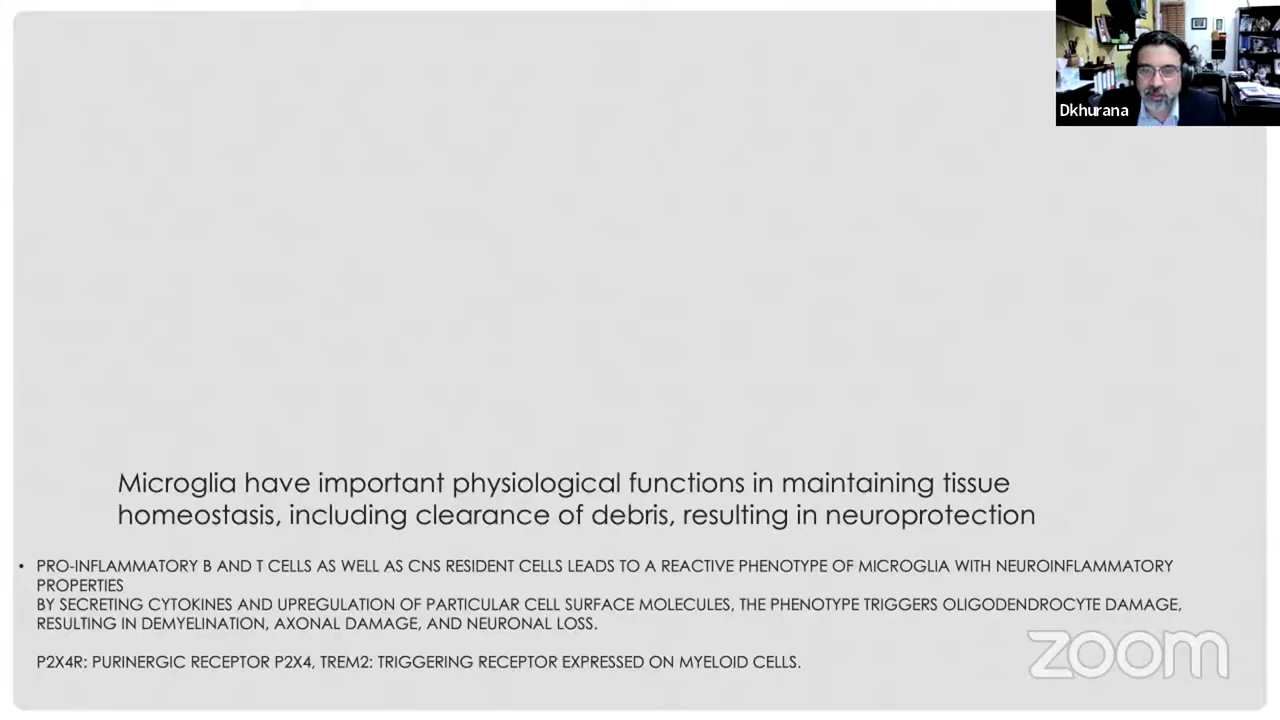 Dkhurana
Microglia have important physiological functions in maintaining tissue
homeostasis, including clearance of debris, resulting in neuroprotection
• PRO-INFLAMMATORY B AND T CELLS AS WELL AS CNS RESIDENT CELLS LEADS TO A REACTIVE PHENOTYPE OF MICROGLIA WITH NEUROINFLAMMATORY
PROPERTIES
BY SECRETING CYTOKINES AND UPREGULATION OF PARTICULAR CELL SURFACE MOLECULES, THE PHENOTYPE TRIGGERS OLIGODENDROCYTE DAMAGE,
RESULTING IN DEMYELINATION, AXONAL DAMAGE, AND NEURONAL LOSS.
P2X4R: PURINERGIC RECEPTOR P2X4, TREM2: TRIGGERING RECEPTOR EXPRESSED ON MYELOID CELLS.
zoom